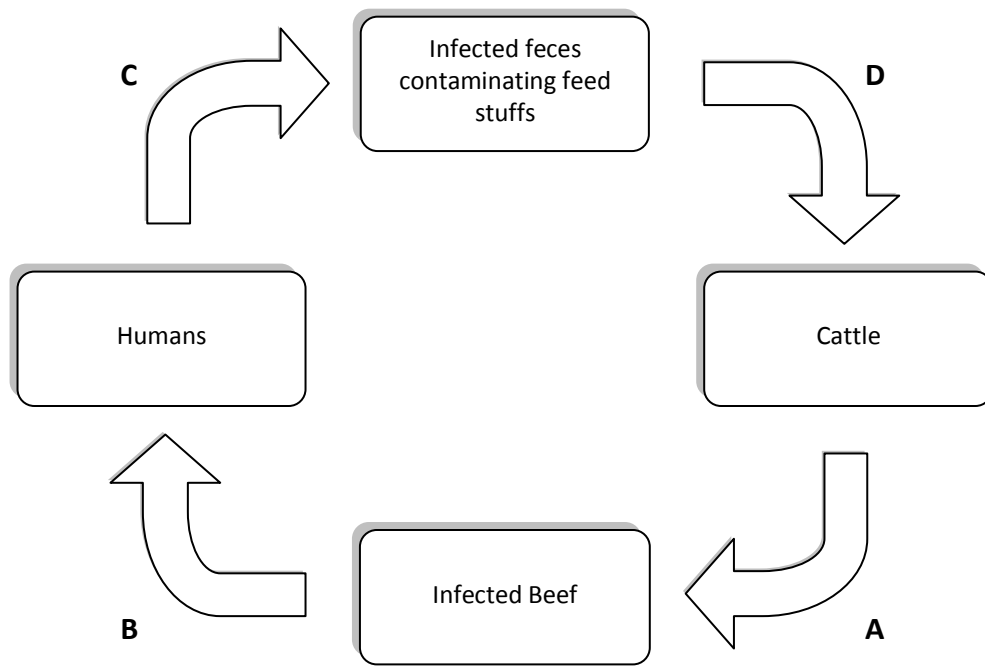 C
Infected feces
contaminating feed
stuffs
D
Humans
Cattle
B
Infected Beef
A